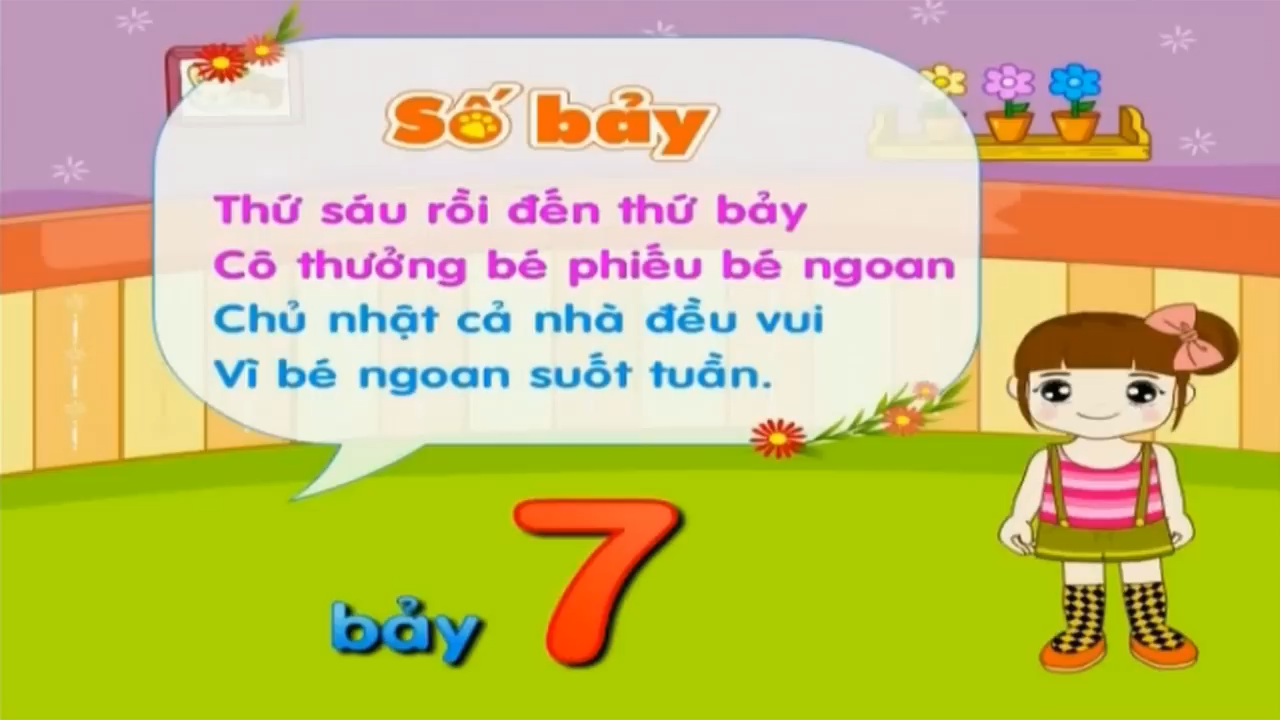 Số bảy
Thứ sáu rồi đến thứ bảy
Cô thưởng bé phiếu bé ngoan
Chủ nhật cả nhà đều vui
Vì bé ngoan suốt tuần.
bảy 7